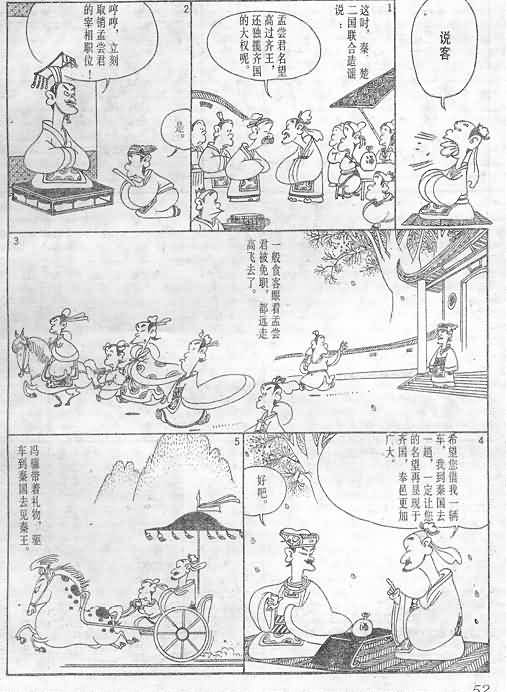 说客
1
这时，秦、楚
二国联合造谣
说：
孟尝君名望
高过齐王，
还独揽齐国
的大权呢。
2
哼哼，立刻
取销孟尝君
的宰相职位！
是。
3
一般食客眼看孟尝
君被免职，都远走
高飞去了。
4
希望您借我一辆
车，我到秦国去
一趟，一定让您
的名望再显现于
齐国，奉邑更加
广大。
好吧。
酒
5
冯驩带着礼物，驱
车到秦国去见秦王。
52